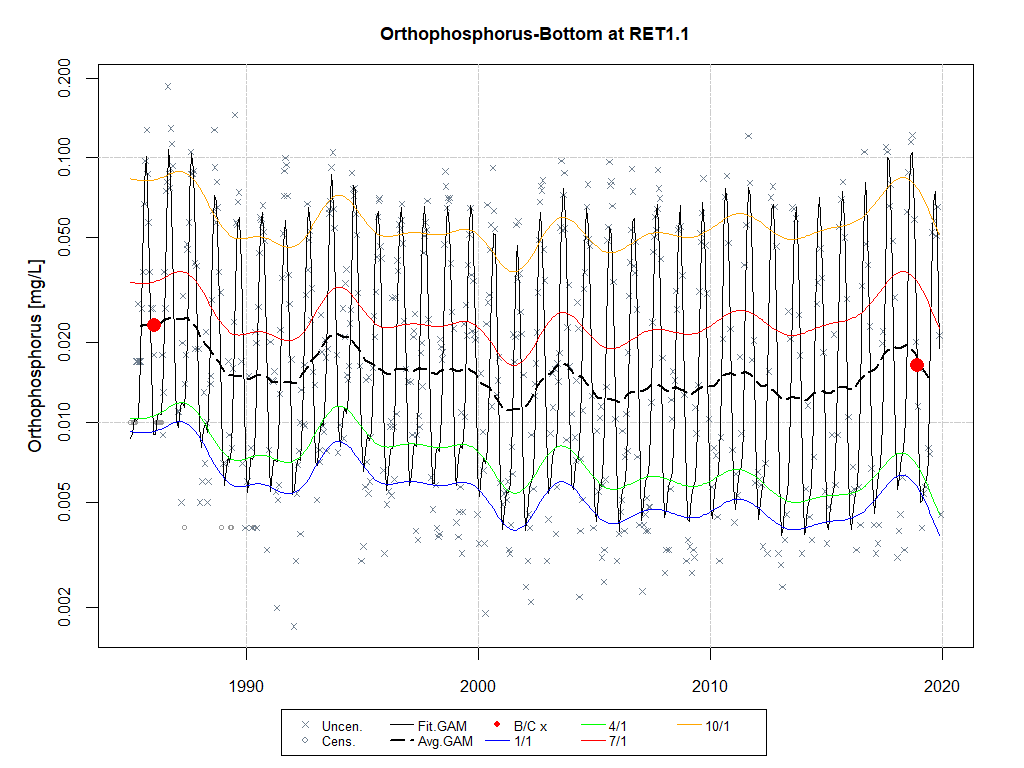 Orthophosphorus-Bottom at RET1.1
Orthophosphorus [mg/L]
0.200
0.100
0.050
0.020
0.010
0.005
0.002
1990 2000 2010 2020
Uncen. Fit.GAM B/C x 4/1 10/1
Cens. Avg.GAM 1/1 7/1